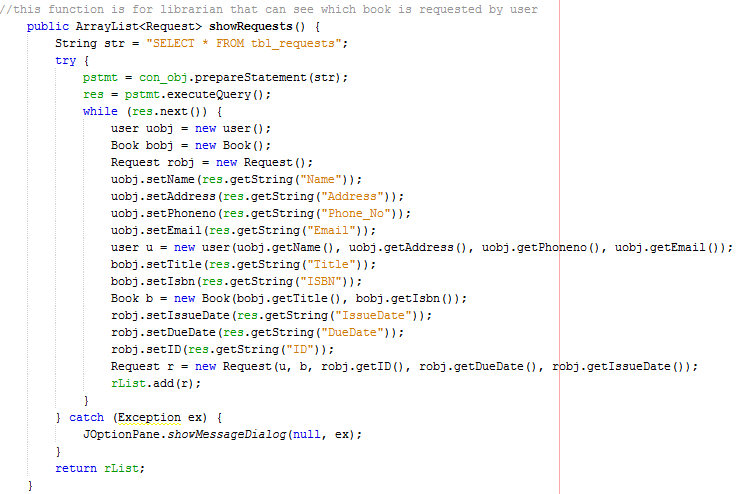 //this function is for librarian that can see which book is requested by user
    public ArrayList<Request> showRequests() {
        String str = "SELECT * FROM tbl_requests";
        try {
            pstmt = con_obj.prepareStatement(str);
            res = pstmt.executeQuery();
            while (res.next()) {
                user uobj = new user();
                Book bobj = new Book();
                Request robj = new Request();
                uobj.setName(res.getString("Name"));
                uobj.setAddress(res.getString("Address"));
                uobj.setPhoneno(res.getString("Phone_No"));
                uobj.setEmail(res.getString("Email"));
                user u = new user(uobj.getName(), uobj.getAddress(), uobj.getPhoneno(), uobj.getEmail());
                bobj.setTitle(res.getString("Title"));
                bobj.setIsbn(res.getString("ISBN"));
                Book b = new Book(bobj.getTitle(), bobj.getIsbn());
                robj.setIssueDate(res.getString("IssueDate"));
                robj.setDueDate(res.getString("DueDate"));
                robj.setID(res.getString("ID"));
                Request r = new Request(u, b, robj.getID(), robj.getDueDate(), robj.getIssueDate());
                rList.add(r);
            }
        } catch (Exception ex) {
            JOptionPane.showMessageDialog(null, ex);
        }
        return rList;
    }